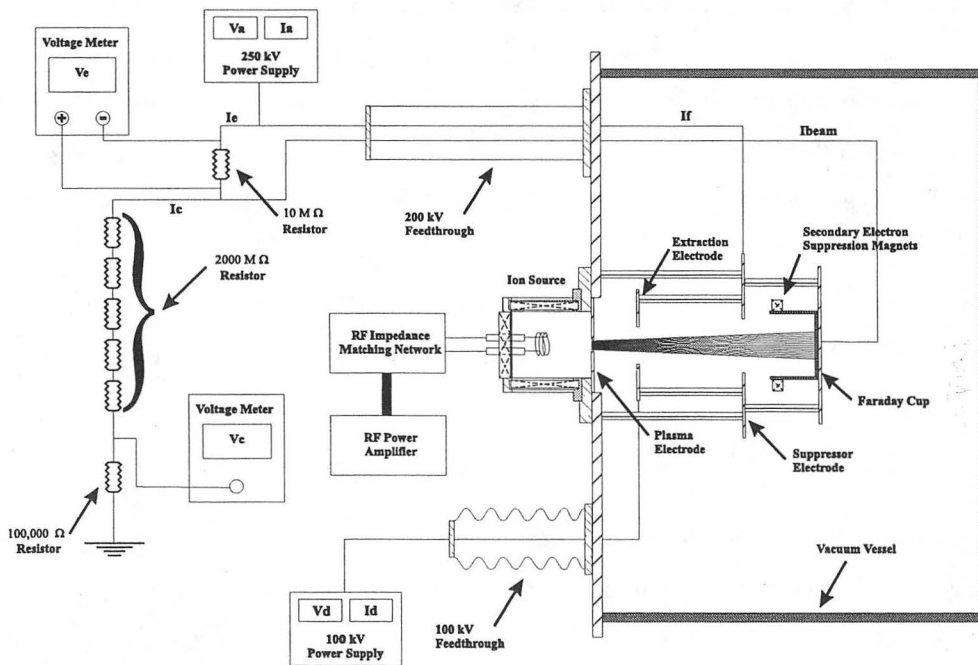 Voltage Meter
Ve
+
−
Va
Ia
250 kV
Power Supply
Ie
Ic
10 M Ω
Resistor
2000 M Ω
Resistor
Voltage Meter
Vc
100,000 Ω
Resistor
200 kV
Feedthrough
If
Ibeam
Extraction
Electrode
Secondary Electron
Suppression Magnets
Ion Source
RF Impedance
Matching Network
RF Power
Amplifier
Plasma
Electrode
Suppressor
Electrode
Faraday Cup
Vd
Id
100 kV
Power Supply
100 kV
Feedthrough
Vacuum Vessel